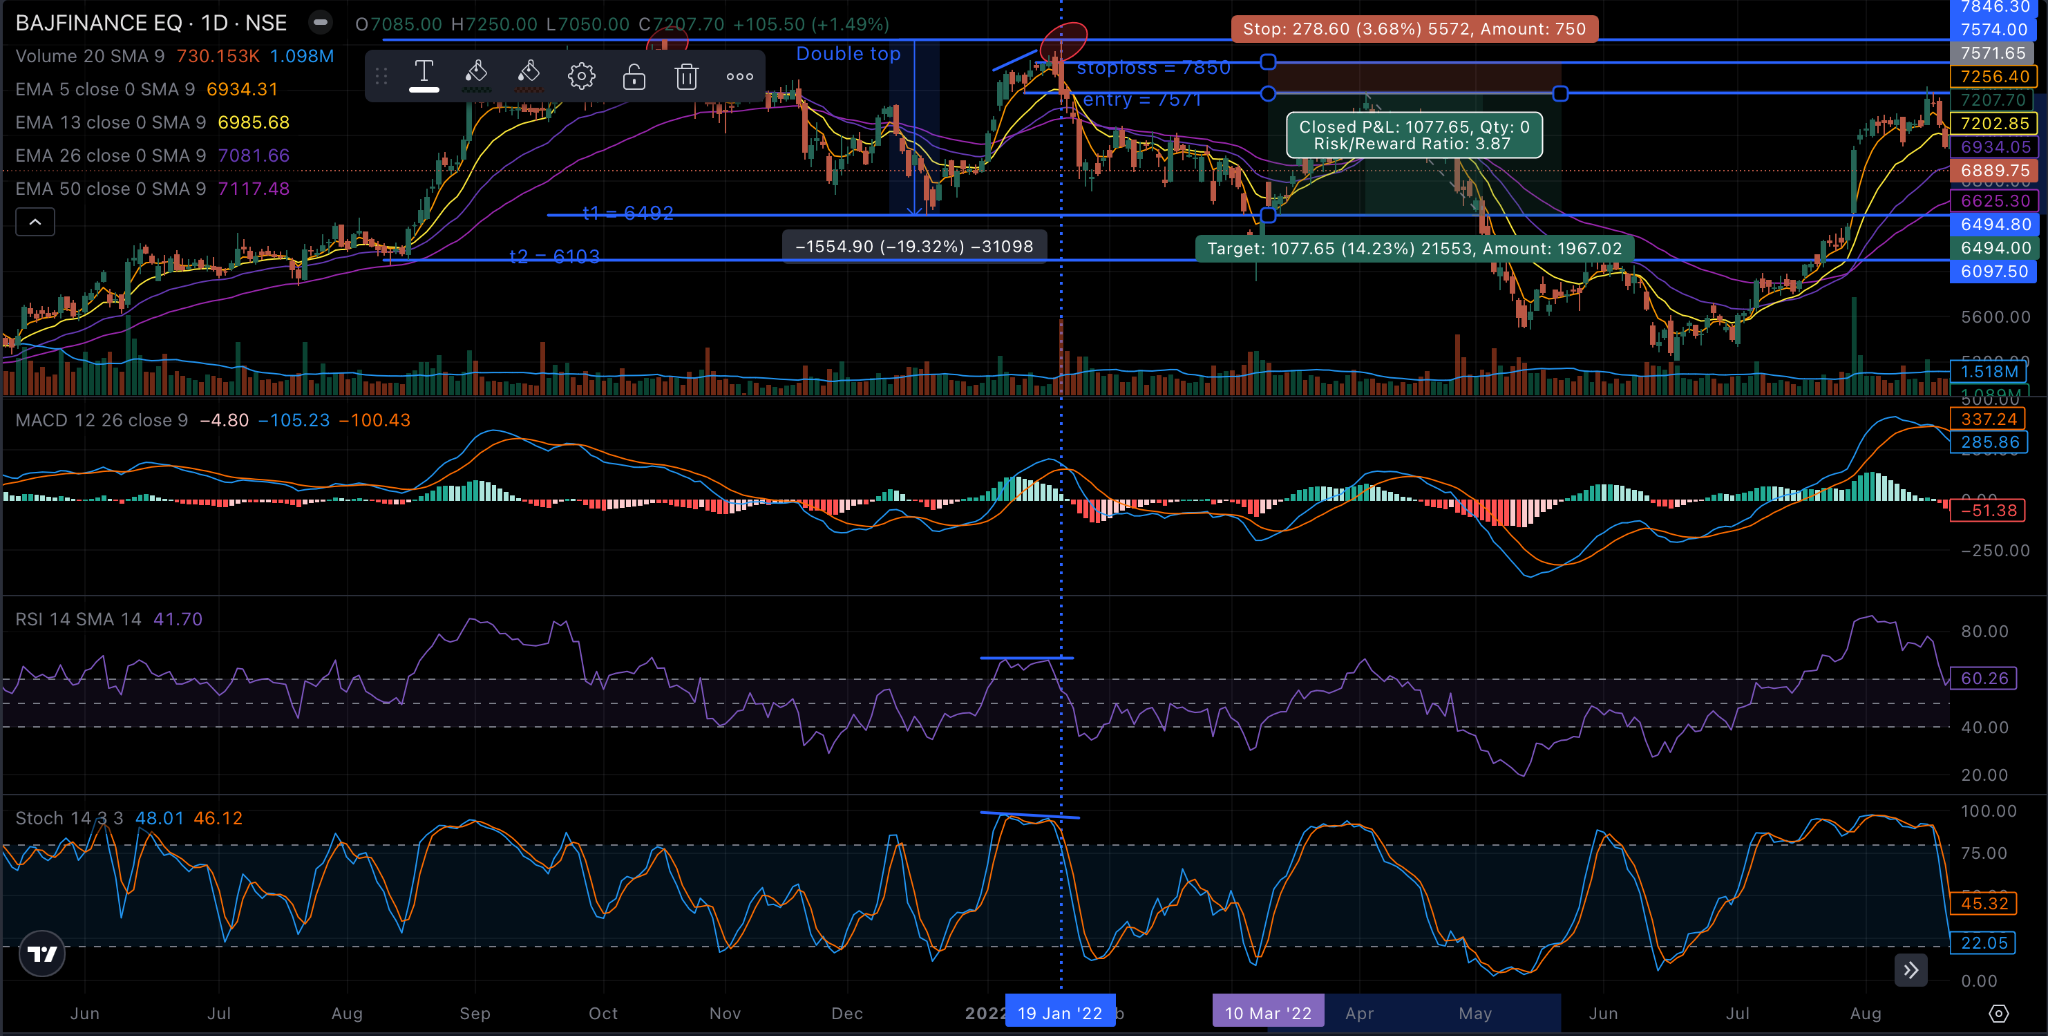 BAJFINANCE EQ · 1D · NSE
O7085.00 H7250.00 L7050.00 C7207.70 +105.50 (+1.49%)
Volume 20 SMA 9 730.153K 1.098M
EMA 5 close 0 SMA 9 6934.31
EMA 13 close 0 SMA 9 6985.68
EMA 26 close 0 SMA 9 7081.66
EMA 50 close 0 SMA 9 7117.48
T
Double top
Stop: 278.60 (3.68%) 5572, Amount: 750
stoploss = 7850
entry = 7571
Closed P&L: 1077.65, Qty: 0
Risk/Reward Ratio: 3.87
t1 = 6492
t2 = 6103
−1554.90 (−19.32%) −31098
Target: 1077.65 (14.23%) 21553, Amount: 1967.02
7846.30
7574.00
7571.65
7256.40
7207.70
7202.85
6934.05
6889.75
6625.30
6494.80
6494.00
6097.50
5600.00
1.518M
1.089M
MACD 12 26 close 9 −4.80 −105.23 −100.43
500.00
337.24
285.86
0.00
−51.38
−250.00
RSI 14 SMA 14 41.70
80.00
60.26
40.00
20.00
Stoch 14 3 3 48.01 46.12
100.00
75.00
45.32
22.05
0.00
Jun Jul Aug Sep Oct Nov Dec 2022 19 Jan '22 10 Mar '22 Apr May Jun Jul Aug